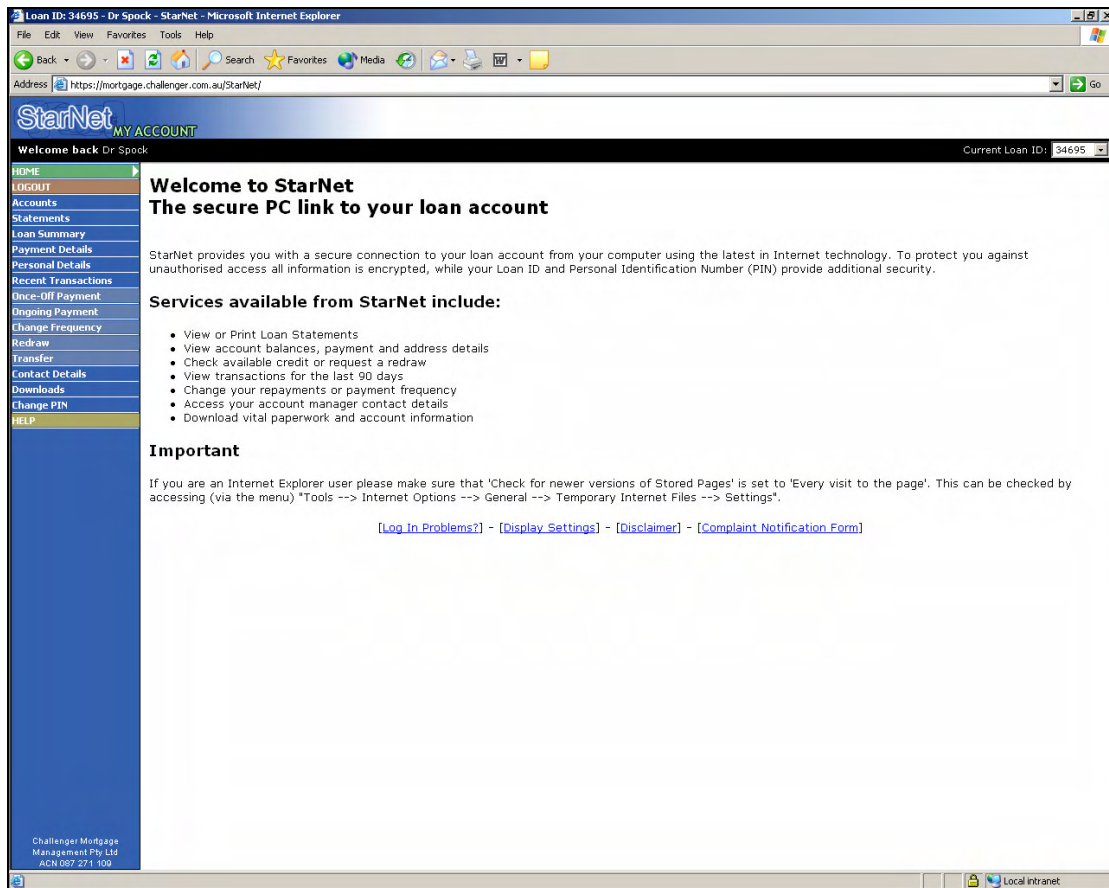 Loan ID: 34695 - Dr Spock - StarNet - Microsoft Internet Explorer
File Edit View Favorites Tools Help
Back Search Favorites Media
Address https://mortgage.challenger.com.au/StarNet/ Go
StarNet MY ACCOUNT
Welcome back Dr Spock Current Loan ID: 34695
HOME
LOGOUT
Accounts
Statements
Loan Summary
Payment Details
Personal Details
Recent Transactions
Once-Off Payment
Ongoing Payment
Change Frequency
Redraw
Transfer
Contact Details
Downloads
Change PIN
HELP
Welcome to StarNet
The secure PC link to your loan account
StarNet provides you with a secure connection to your loan account from your computer using the latest in Internet technology. To protect you against
unauthorised access all information is encrypted, while your Loan ID and Personal Identification Number (PIN) provide additional security.
Services available from StarNet include:
• View or Print Loan Statements
• View account balances, payment and address details
• Check available credit or request a redraw
• View transactions for the last 90 days
• Change your repayments or payment frequency
• Access your account manager contact details
• Download vital paperwork and account information
Important
If you are an Internet Explorer user please make sure that 'Check for newer versions of Stored Pages' is set to 'Every visit to the page'. This can be checked by
accessing (via the menu) "Tools --> Internet Options --> General --> Temporary Internet Files --> Settings".
[Log In Problems?] - [Display Settings] - [Disclaimer] - [Complaint Notification Form]
Challenger Mortgage
Management Pty Ltd
ACN 087 271 109
Local intranet